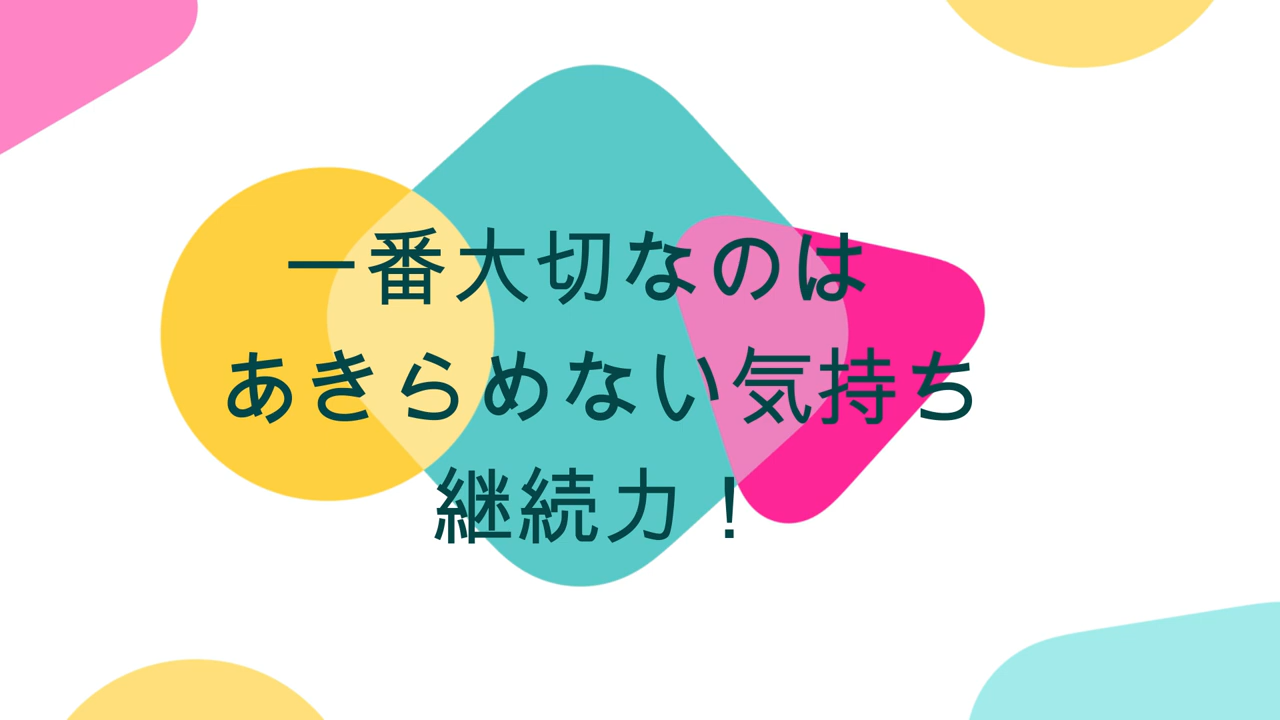 一番大切なのは
あきらめない気持ち
継続力！